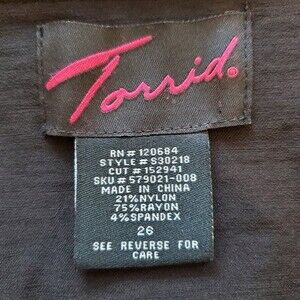 Torrid®
RN# 120684
STYLE# S30218
CUT# 152941
SKU# 579021-008
MADE IN CHINA
21%NYLON
75%RAYON
4%SPANDEX
26
SEE REVERSE FOR
CARE